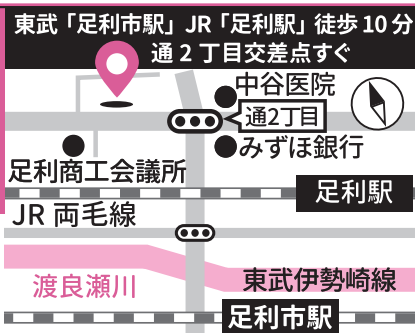 東武「足利市駅」JR「足利駅」徒歩10分
通2丁目交差点すぐ
中谷医院
通2丁目
みずほ銀行
足利商工会議所
足利駅
JR 両毛線
渡良瀬川
東武伊勢崎線
足利市駅